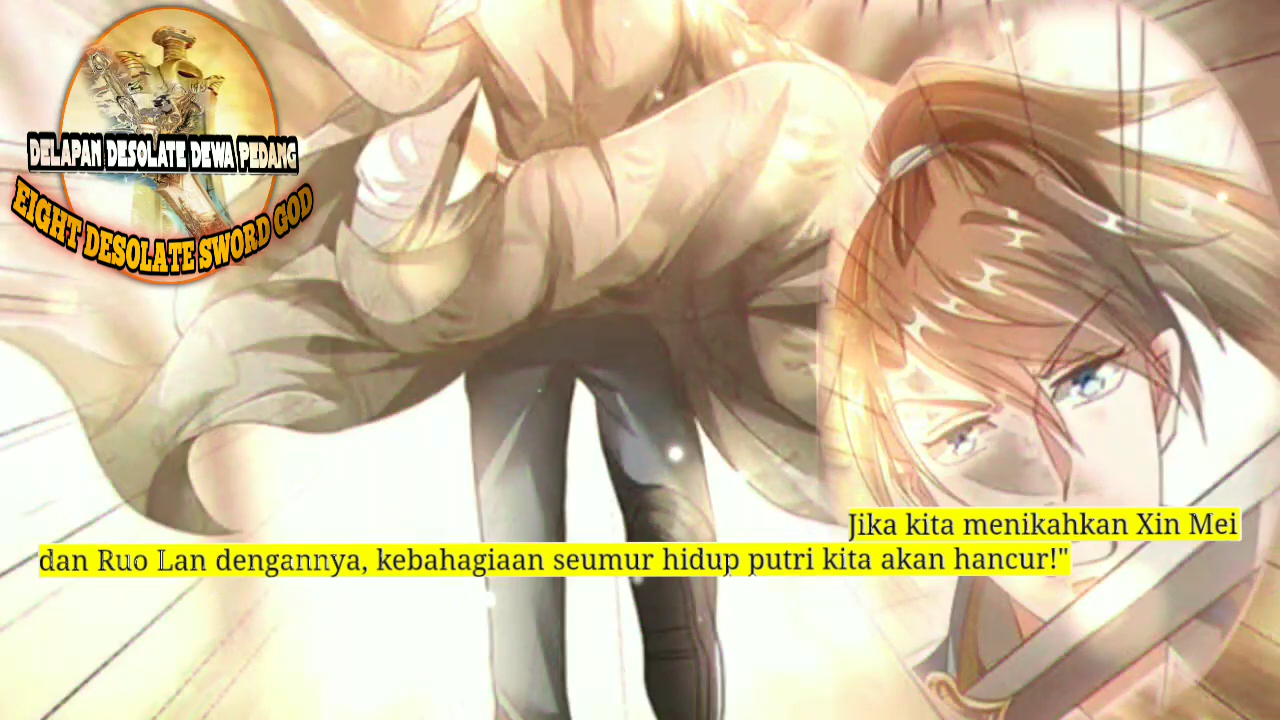 DELAPAN DESOLATE DEWA PEDANG
EIGHT DESOLATE SWORD GOD
Jika kita menikahkan Xin Mei
dan Ruo Lan dengannya, kebahagiaan seumur hidup putri kita akan hancur!"